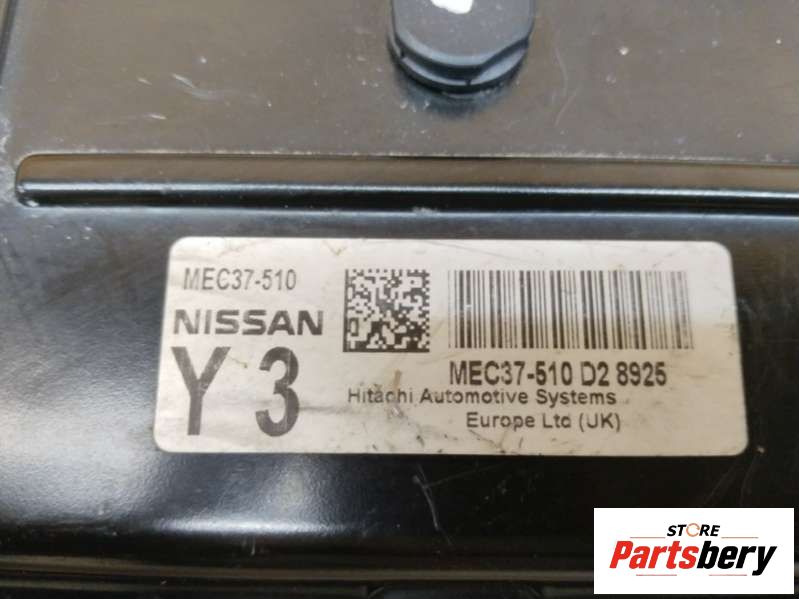 MEC37-510
NISSAN
Y 3
MEC37-510 D2 8925
Hitachi Automotive Systems
Europe Ltd (UK)
STORE
Partsbery